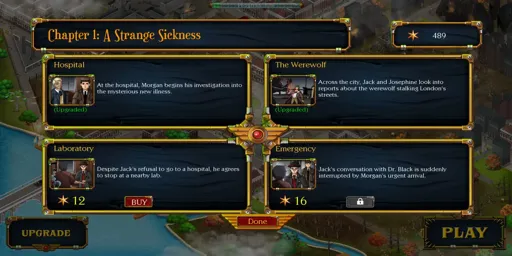 Chapter 1: A Strange Sickness
489
Hospital
At the hospital, Morgan begins his investigation into
the mysterious new illness.
(Upgraded)
The Werewolf
Across the city, Jack and Josephine look into
reports about the werewolf stalking London's
streets.
(Upgraded)
Laboratory
Despite Jack's refusal to go to a hospital, he agrees
to stop at a nearby lab.
12
BUY
Emergency
Jack's conversation with Dr. Black is suddenly
interrupted by Morgan's urgent arrival.
16
Done
UPGRADE
PLAY